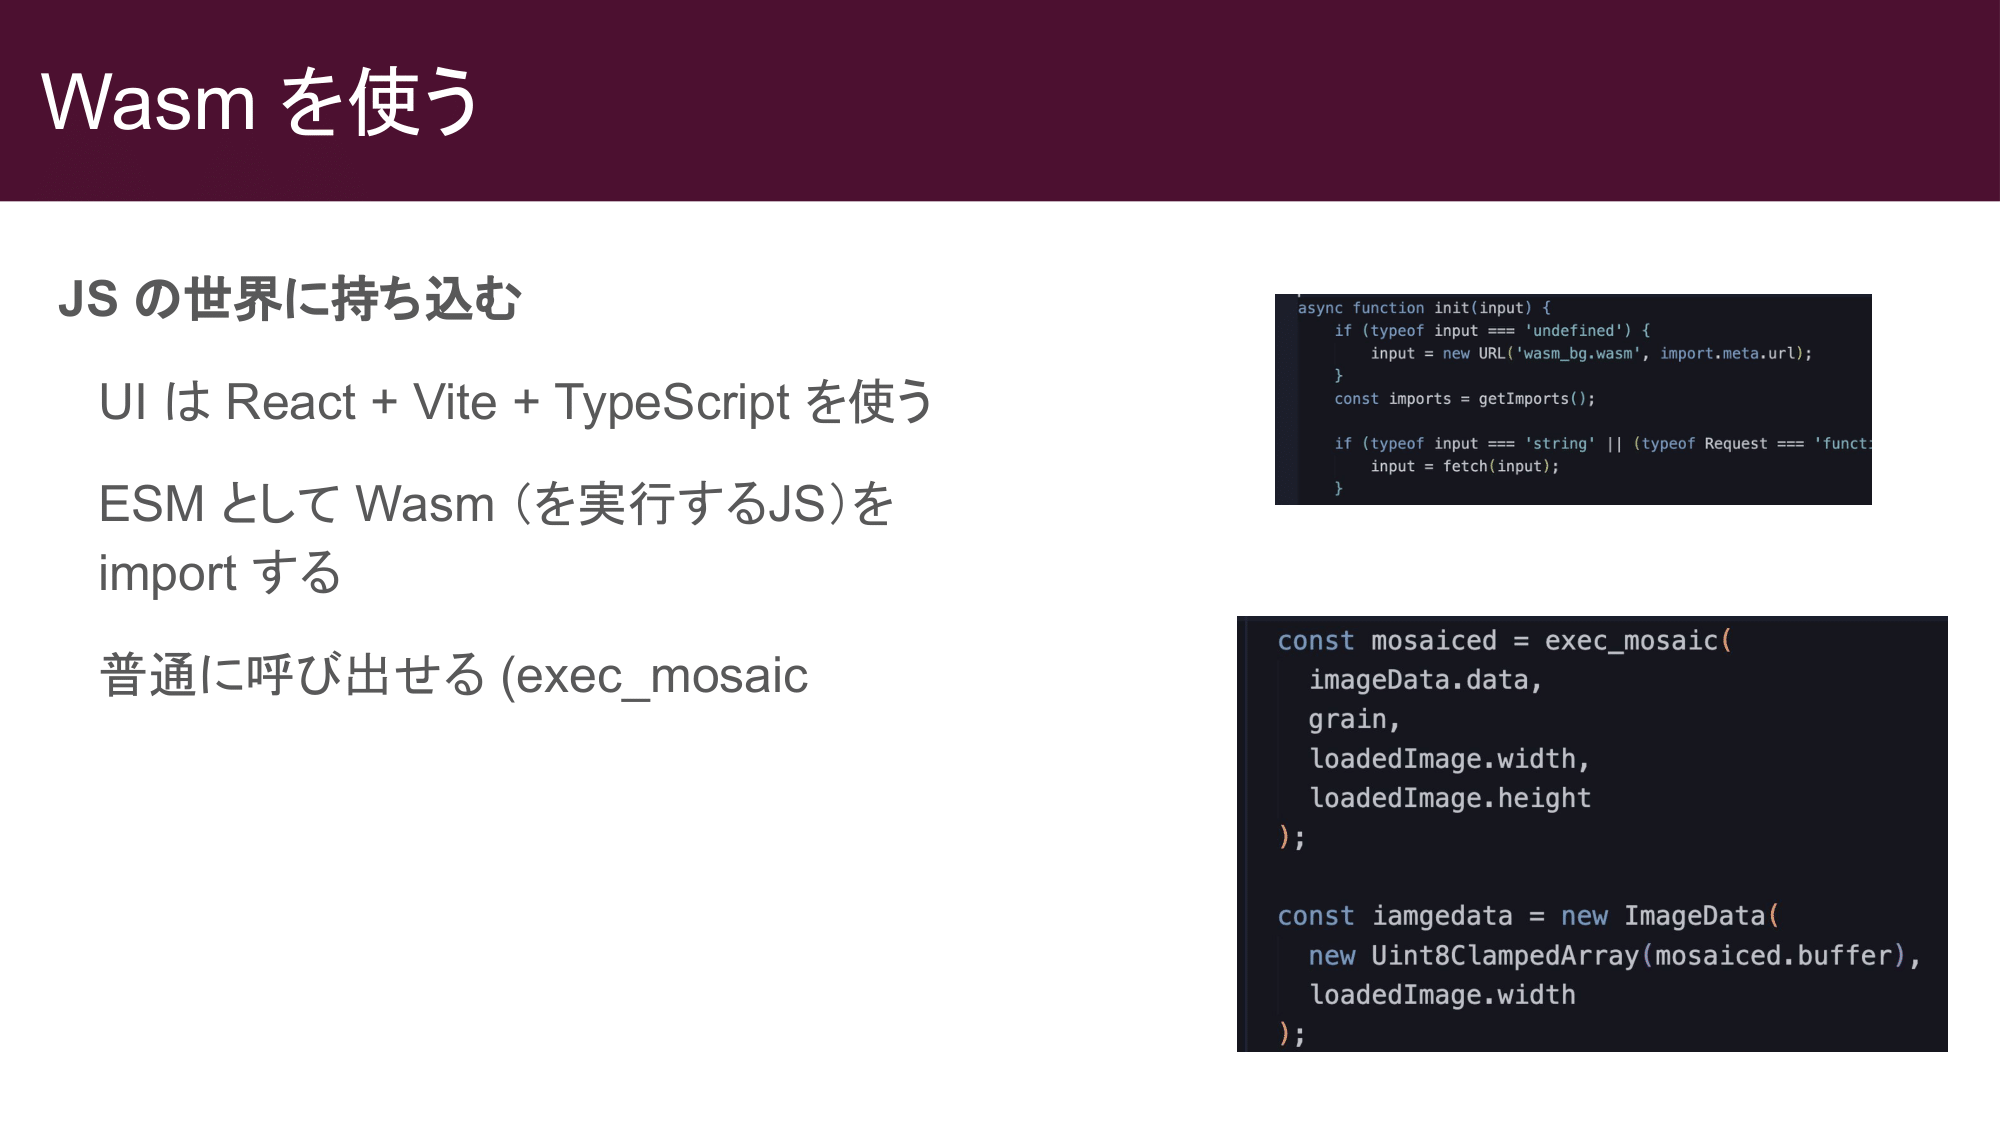 Wasm を使う
JS の世界に持ち込む
UI は React + Vite + TypeScript を使う
ESM として Wasm （を実行するJS）を
import する
普通に呼び出せる (exec_mosaic
async function init(input) {
    if (typeof input === 'undefined') {
        input = new URL('wasm_bg.wasm', import.meta.url);
    }
    const imports = getImports();
    if (typeof input === 'string' || (typeof Request === 'functi
        input = fetch(input);
    }
const mosaiced = exec_mosaic(
  imageData.data,
  grain,
  loadedImage.width,
  loadedImage.height
);
const iamgedata = new ImageData(
  new Uint8ClampedArray(mosaiced.buffer),
  loadedImage.width
);